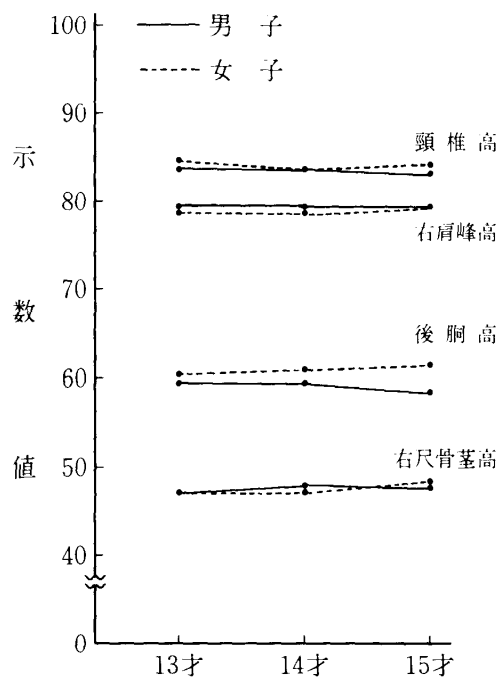 100
男 子
女 子
90
頸椎高
示
80
右肩峰高
70
数
後胴高
60
値
右尺骨茎高
50
40
0
13才 14才 15才